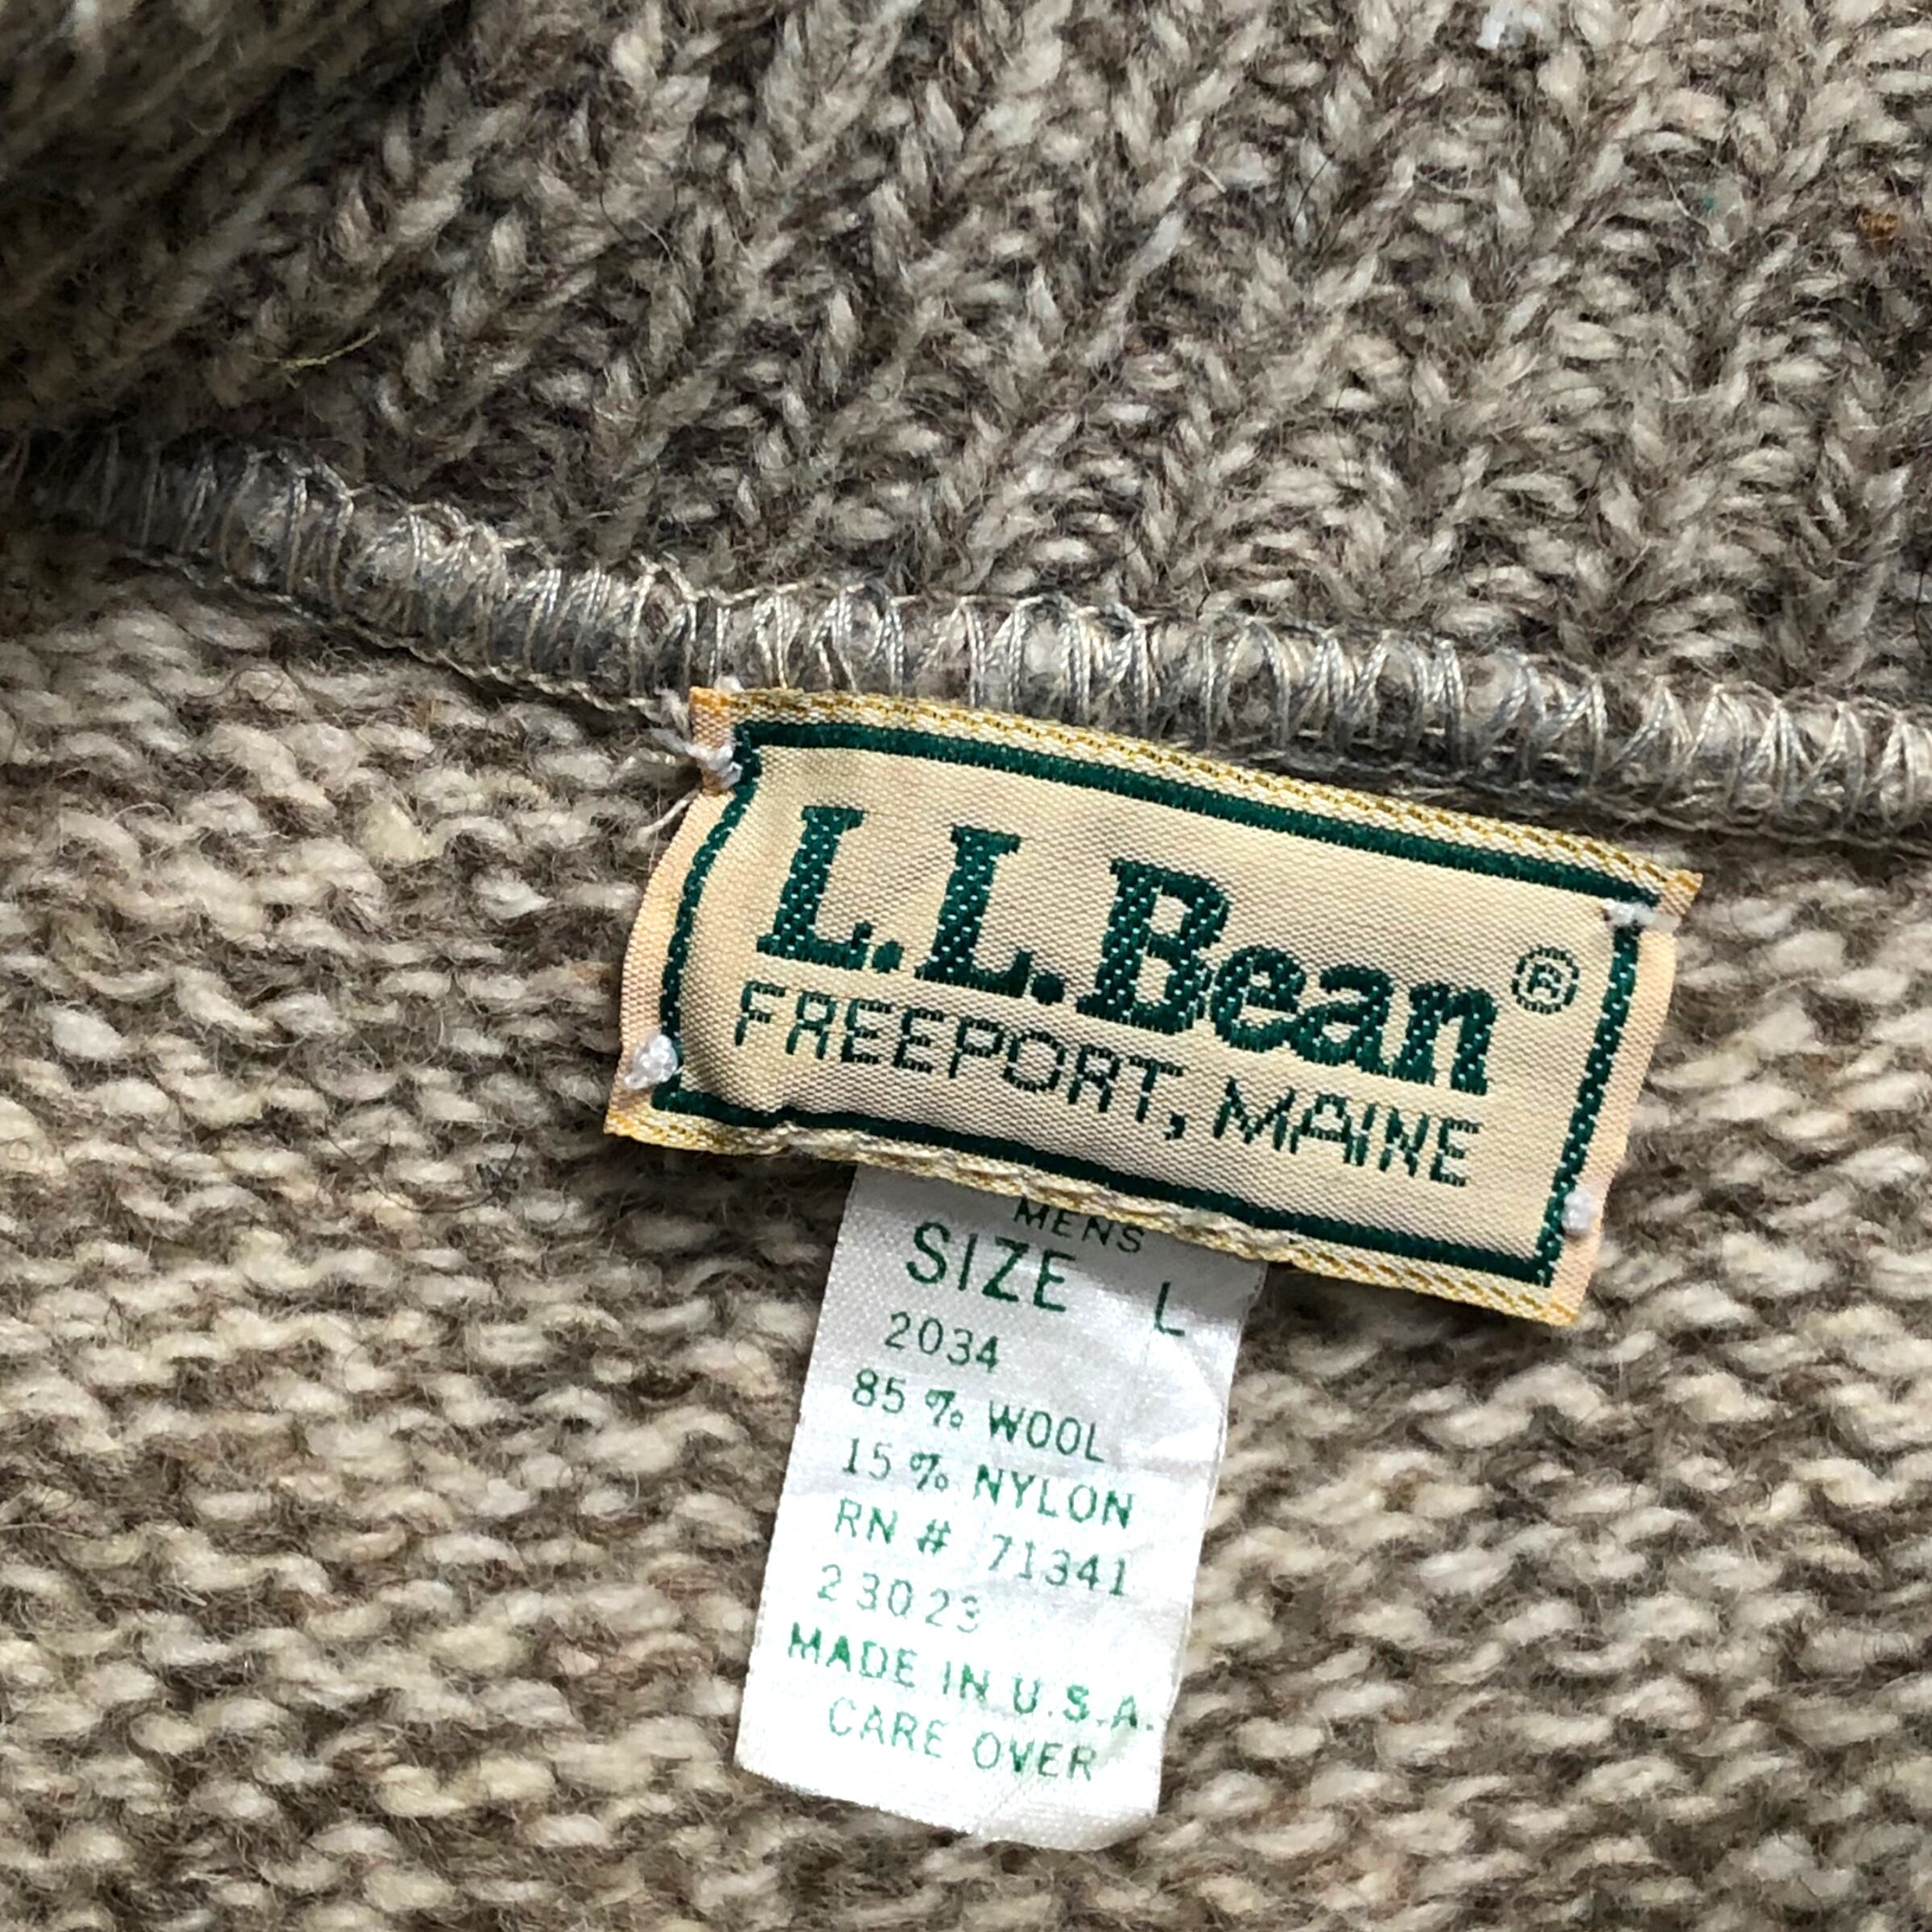 L.L.Bean®
FREEPORT, MAINE
MENS
SIZE L
2034
85% WOOL
15% NYLON
RN # 71341
23023
MADE IN U.S.A.
CARE OVER